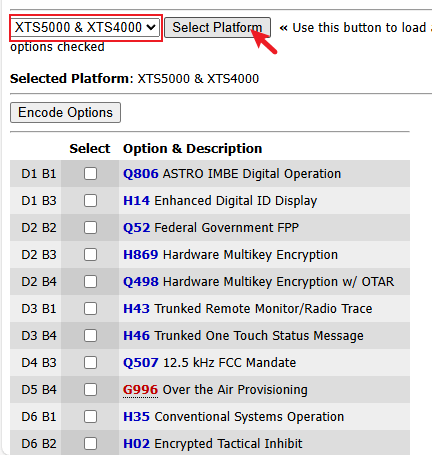 XTS5000 & XTS4000 Select Platform « Use this button to load
options checked
Selected Platform: XTS5000 & XTS4000
Encode Options
Select Option & Description
D1 B1 Q806 ASTRO IMBE Digital Operation
D1 B3 H14 Enhanced Digital ID Display
D2 B2 Q52 Federal Government FPP
D2 B3 H869 Hardware Multikey Encryption
D2 B4 Q498 Hardware Multikey Encryption w/ OTAR
D3 B1 H43 Trunked Remote Monitor/Radio Trace
D3 B4 H46 Trunked One Touch Status Message
D4 B3 Q507 12.5 kHz FCC Mandate
D5 B4 G996 Over the Air Provisioning
D6 B1 H35 Conventional Systems Operation
D6 B2 H02 Encrypted Tactical Inhibit